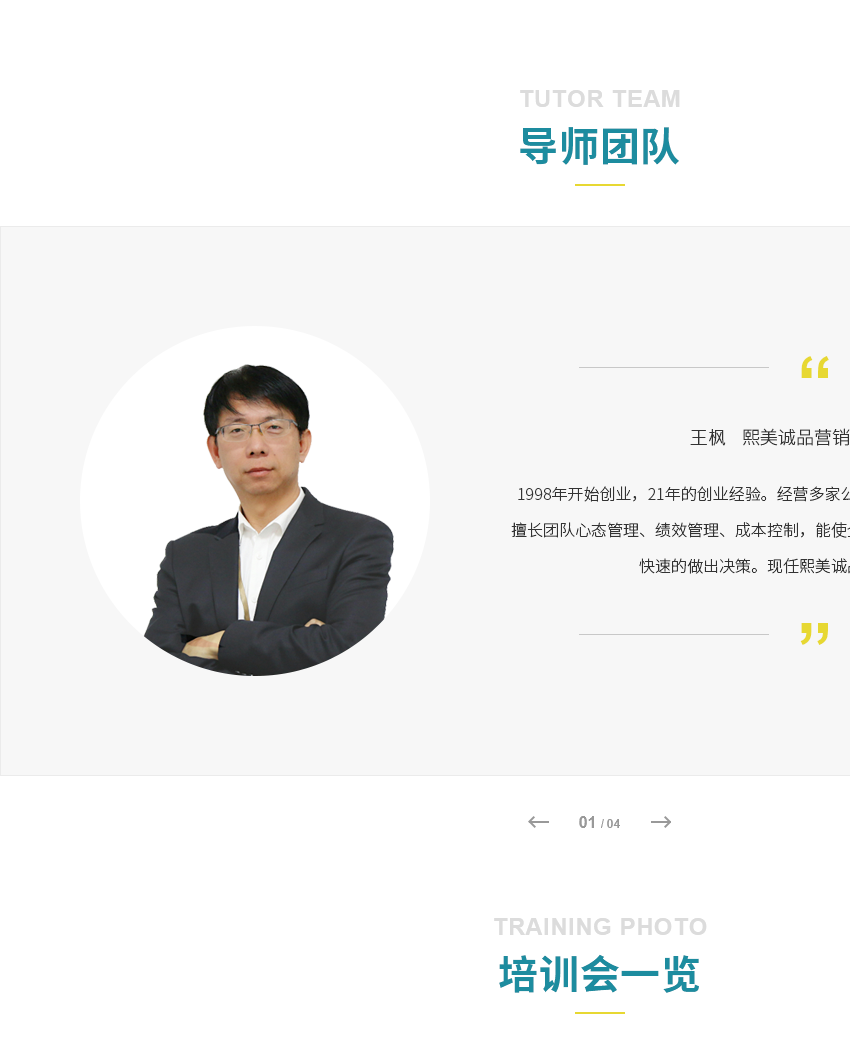 TUTOR TEAM
导师团队
“
王枫 熙美诚品营销
1998年开始创业，21年的创业经验。经营多家
擅长团队心态管理、绩效管理、成本控制，能使
快速的做出决策。现任熙美诚
”
01 / 04
TRAINING PHOTO
培训会一览